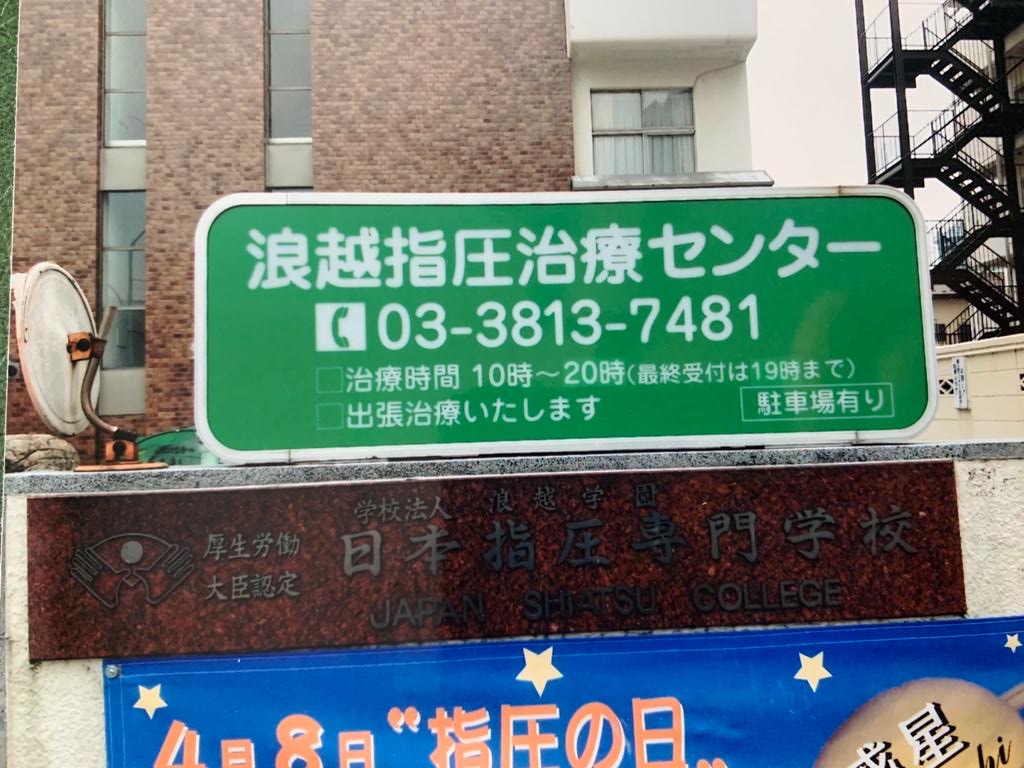 浪越指圧治療センター
03-3813-7481
□治療時間 10時～20時(最終受付は19時まで)
□出張治療いたします
駐車場有り
学校法人 浪越学園
厚生労働
大臣認定
日本指圧専門学校
JAPAN SHIATSU COLLEGE
4月8日“指圧の日”
星